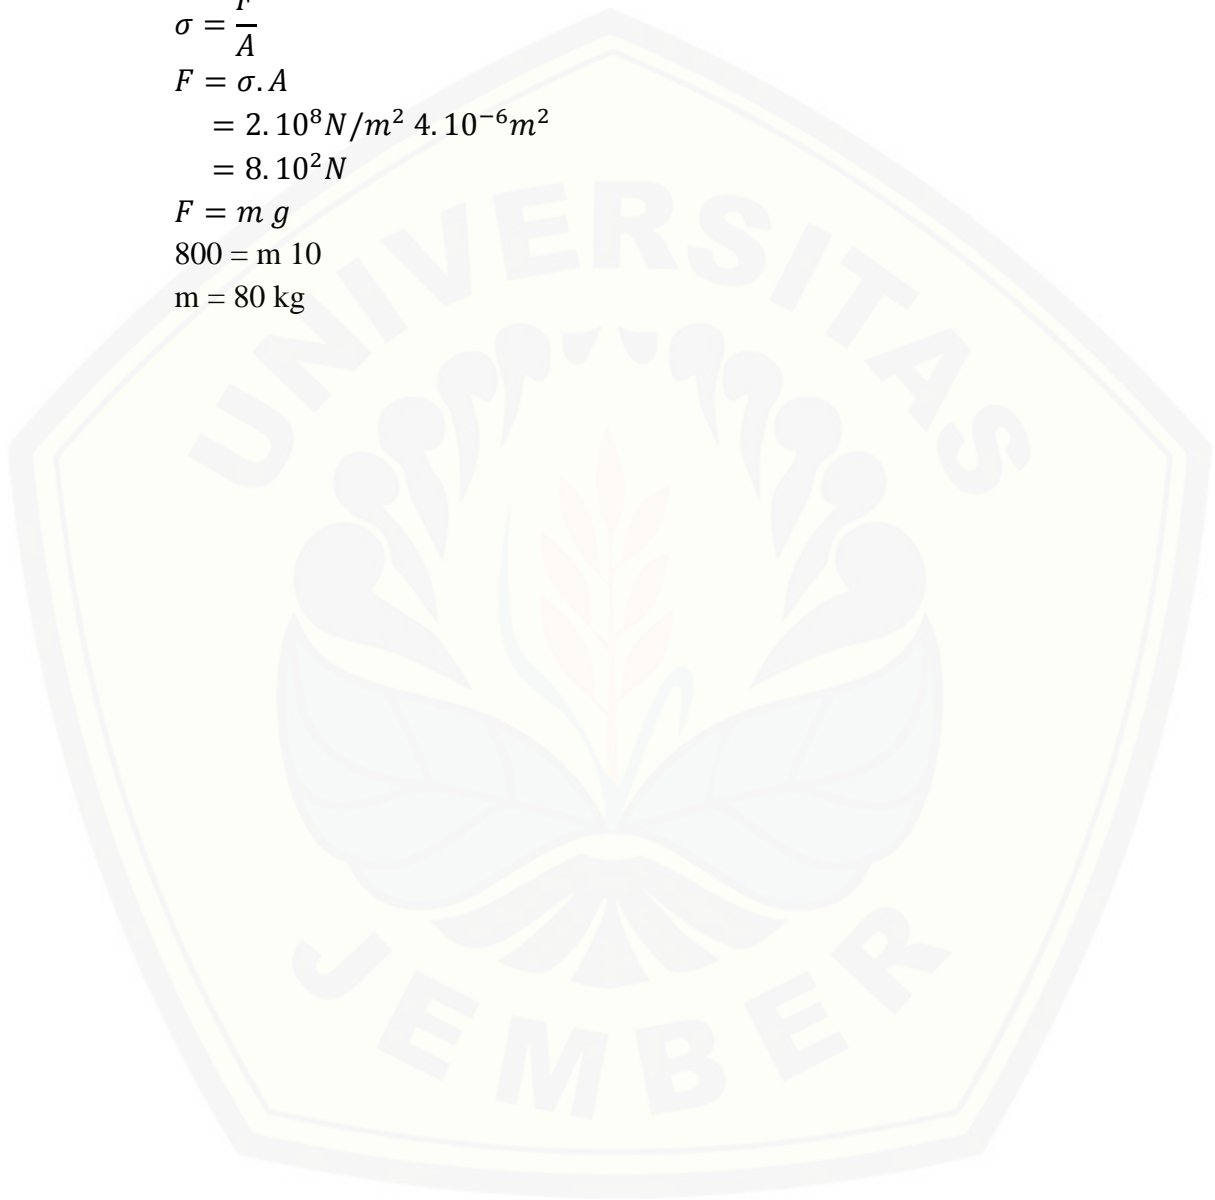 σ = F/A
F = σ. A
= 2. 10⁸N/m² 4. 10⁻⁶m²
= 8. 10²N
F = m g
800 = m 10
m = 80 kg
UNIVERSITAS
JEMBER